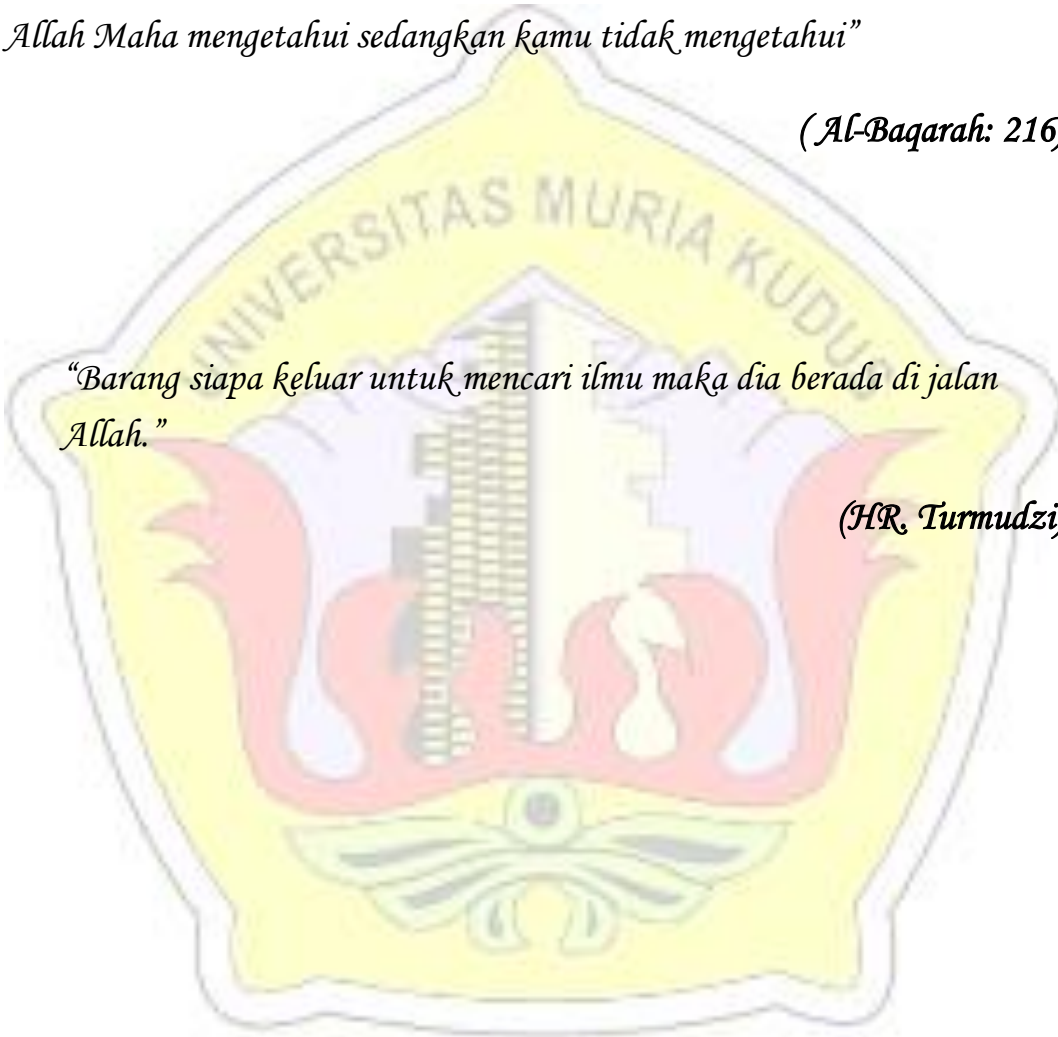 Allah Maha mengetahui sedangkan kamu tidak mengetahui”
( Al-Baqarah: 216)
UNIVERSITAS MURIA KUDUS
“Barang siapa keluar untuk mencari ilmu maka dia berada di jalan
Allah.”
(HR. Turmudzi)